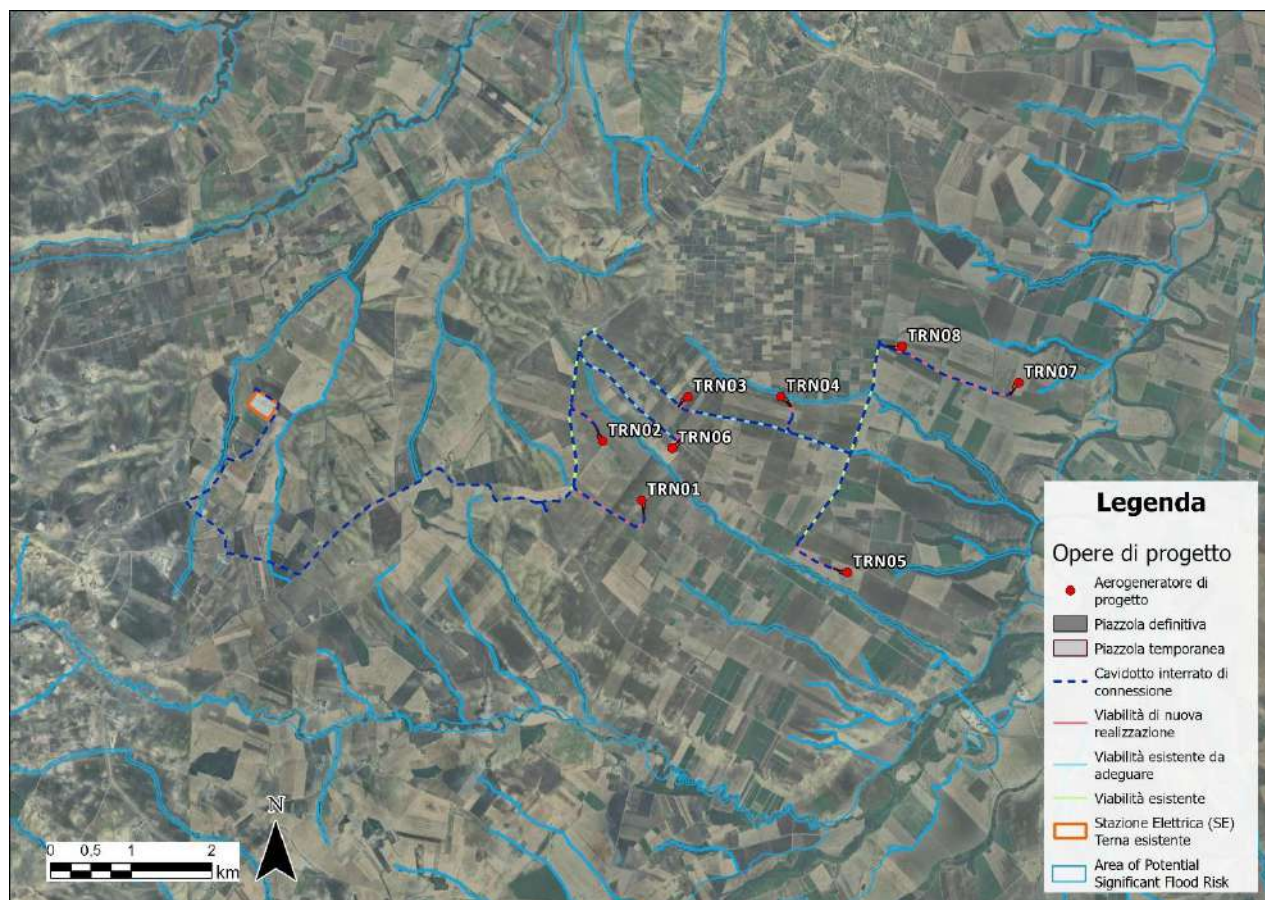 TRN08
TRN07
TRN03
TRN04
TRN02
TRN06
TRN01
TRN05
Legenda
Opere di progetto
Aerogeneratore di
progetto
Piazzola definitiva
Piazzola temporanea
Cavidotto interrato di
connessione
Viabilità di nuova
realizzazione
Viabilità esistente da
adeguare
Viabilità esistente
Stazione Elettrica (SE)
Terna esistente
Area of Potential
Significant Flood Risk
N
0 0,5 1 2
km